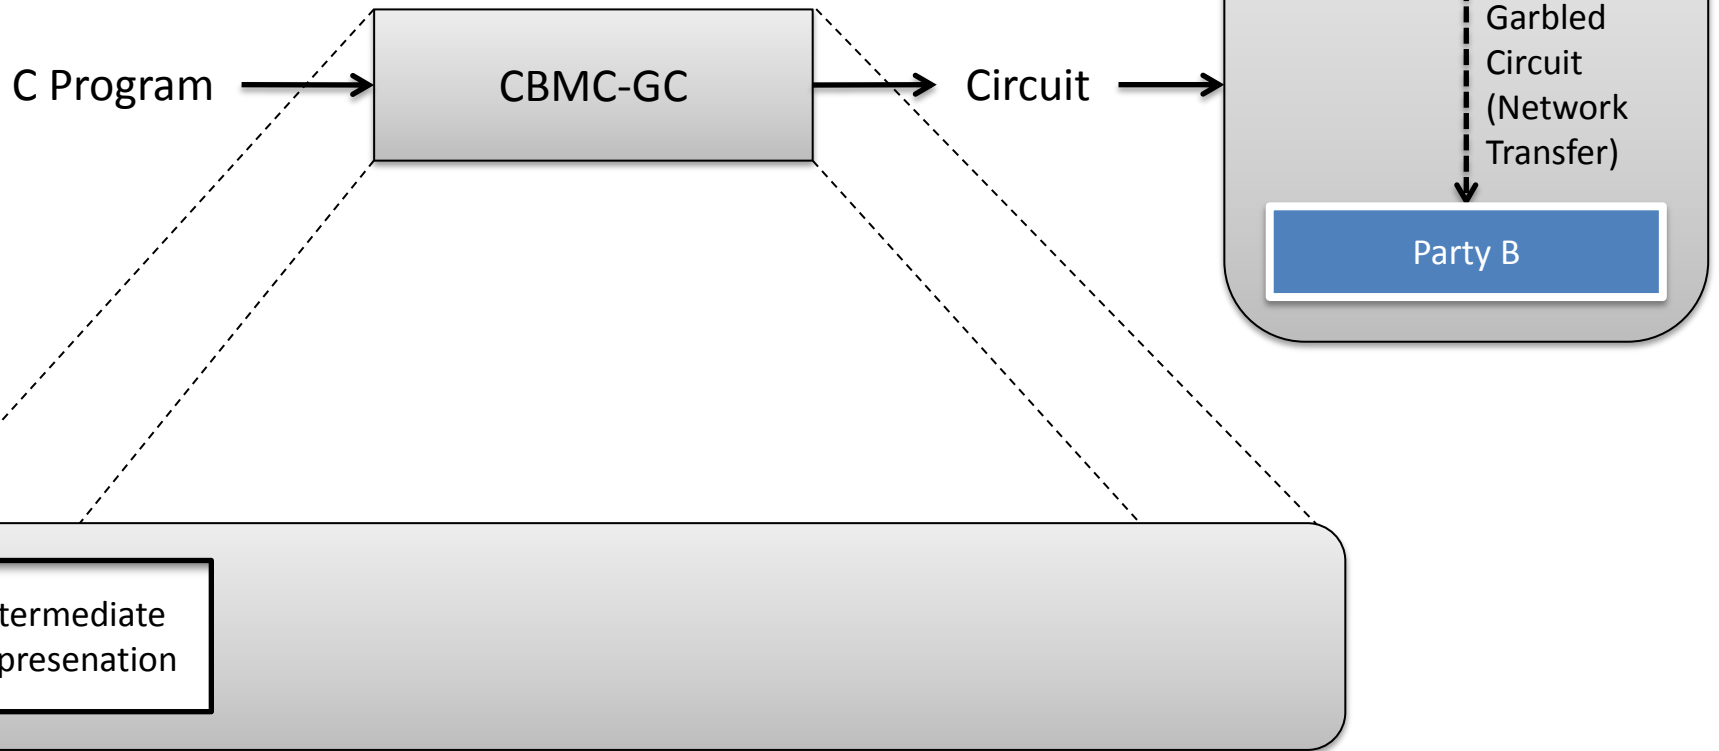 C Program
CBMC-GC
Circuit
Garbled
Circuit
(Network
Transfer)
Party B
termediate
presenation